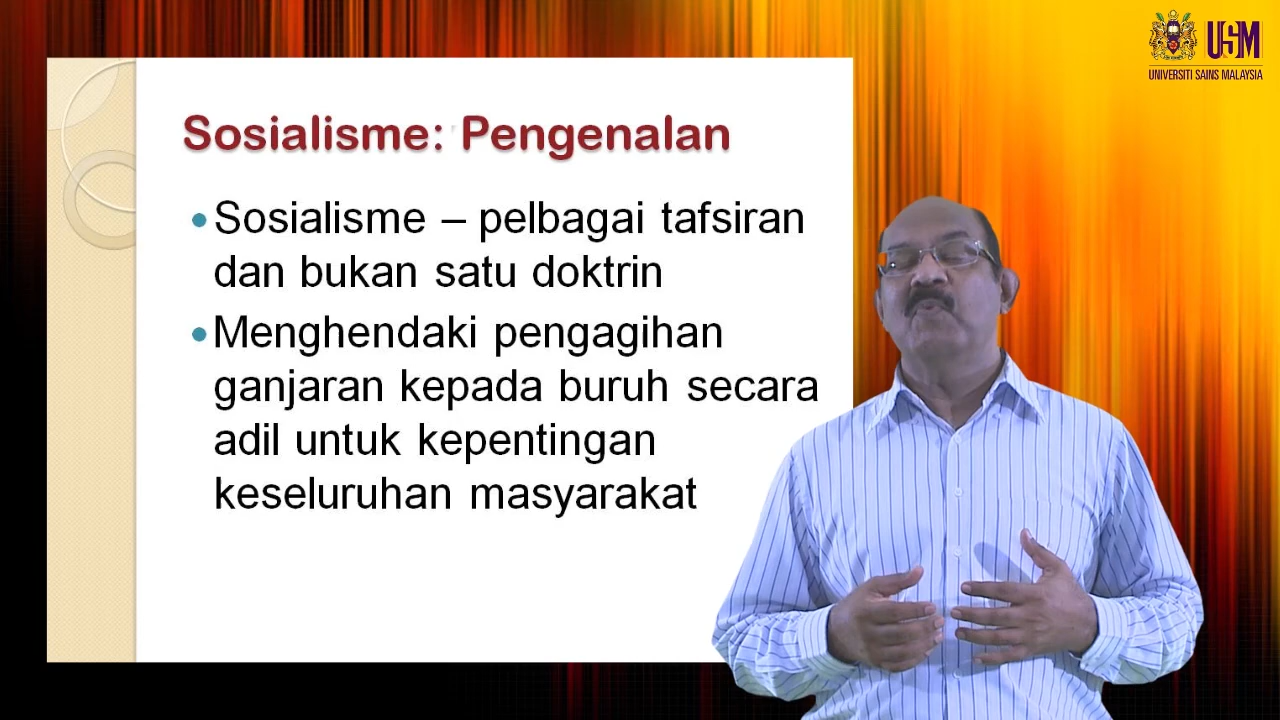 USM
UNIVERSITI SAINS MALAYSIA
Sosialisme: Pengenalan
Sosialisme – pelbagai tafsiran
dan bukan satu doktrin
Menghendaki pengagihan
ganjaran kepada buruh secara
adil untuk kepentingan
keseluruhan masyarakat